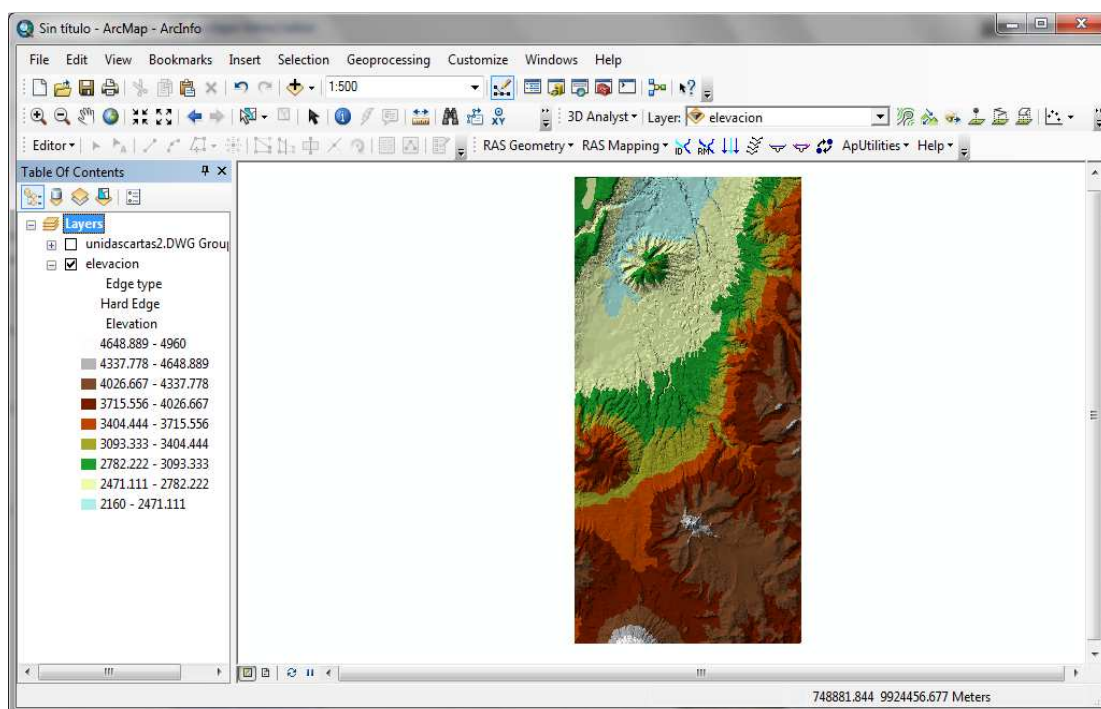 Sin título - ArcMap - ArcInfo
File Edit View Bookmarks Insert Selection Geoprocessing Customize Windows Help
1:500
3D Analyst Layer: elevacion
Editor RAS Geometry RAS Mapping ApUtilities Help
Table Of Contents
Layers
unidascartas2.DWG Grou
elevacion
Edge type
Hard Edge
Elevation
4648.889 - 4960
4337.778 - 4648.889
4026.667 - 4337.778
3715.556 - 4026.667
3404.444 - 3715.556
3093.333 - 3404.444
2782.222 - 3093.333
2471.111 - 2782.222
2160 - 2471.111
748881.844 9924456.677 Meters